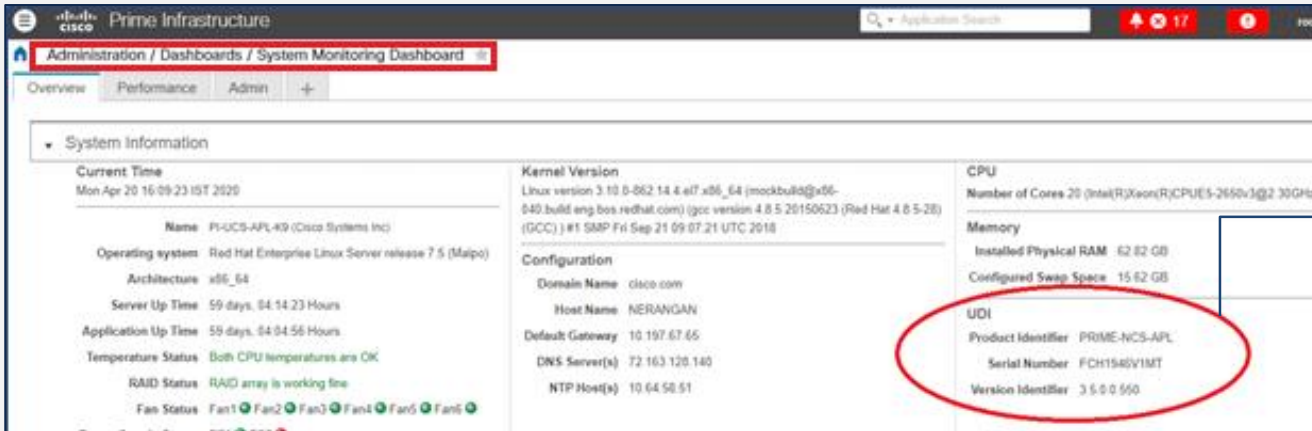 cisco Prime Infrastructure
Application Search
17
Administration / Dashboards / System Monitoring Dashboard
Overview Performance Admin +
System Information
Current Time
Mon Apr 20 16:09:23 IST 2020
Name PI-UCS-APL-K9 (Cisco Systems Inc)
Operating system Red Hat Enterprise Linux Server release 7.5 (Maipo)
Architecture x86_64
Server Up Time 59 days, 04:14:23 Hours
Application Up Time 59 days, 04:04:56 Hours
Temperature Status Both CPU temperatures are OK
RAID Status RAID array is working fine
Fan Status Fan1 Fan2 Fan3 Fan4 Fan5 Fan6
Kernel Version
Linux version 3.10.0-862.14.4.el7.x86_64 (mockbuild@x86-
040.build.eng.bos.redhat.com) (gcc version 4.8.5 20150623 (Red Hat 4.8.5-28)
(GCC) ) #1 SMP Fri Sep 21 09:07:21 UTC 2018
Configuration
Domain Name cisco.com
Host Name NERANGAN
Default Gateway 10.197.67.65
DNS Server(s) 72.163.128.140
NTP Host(s) 10.64.58.51
CPU
Number of Cores 20 (Intel(R)Xeon(R)CPUE5-2650v3@2.30GHz
Memory
Installed Physical RAM 62.82 GB
Configured Swap Space 15.62 GB
UDI
Product Identifier PRIME-NCS-APL
Serial Number FCH1546V1MT
Version Identifier 3.5.0.0.550